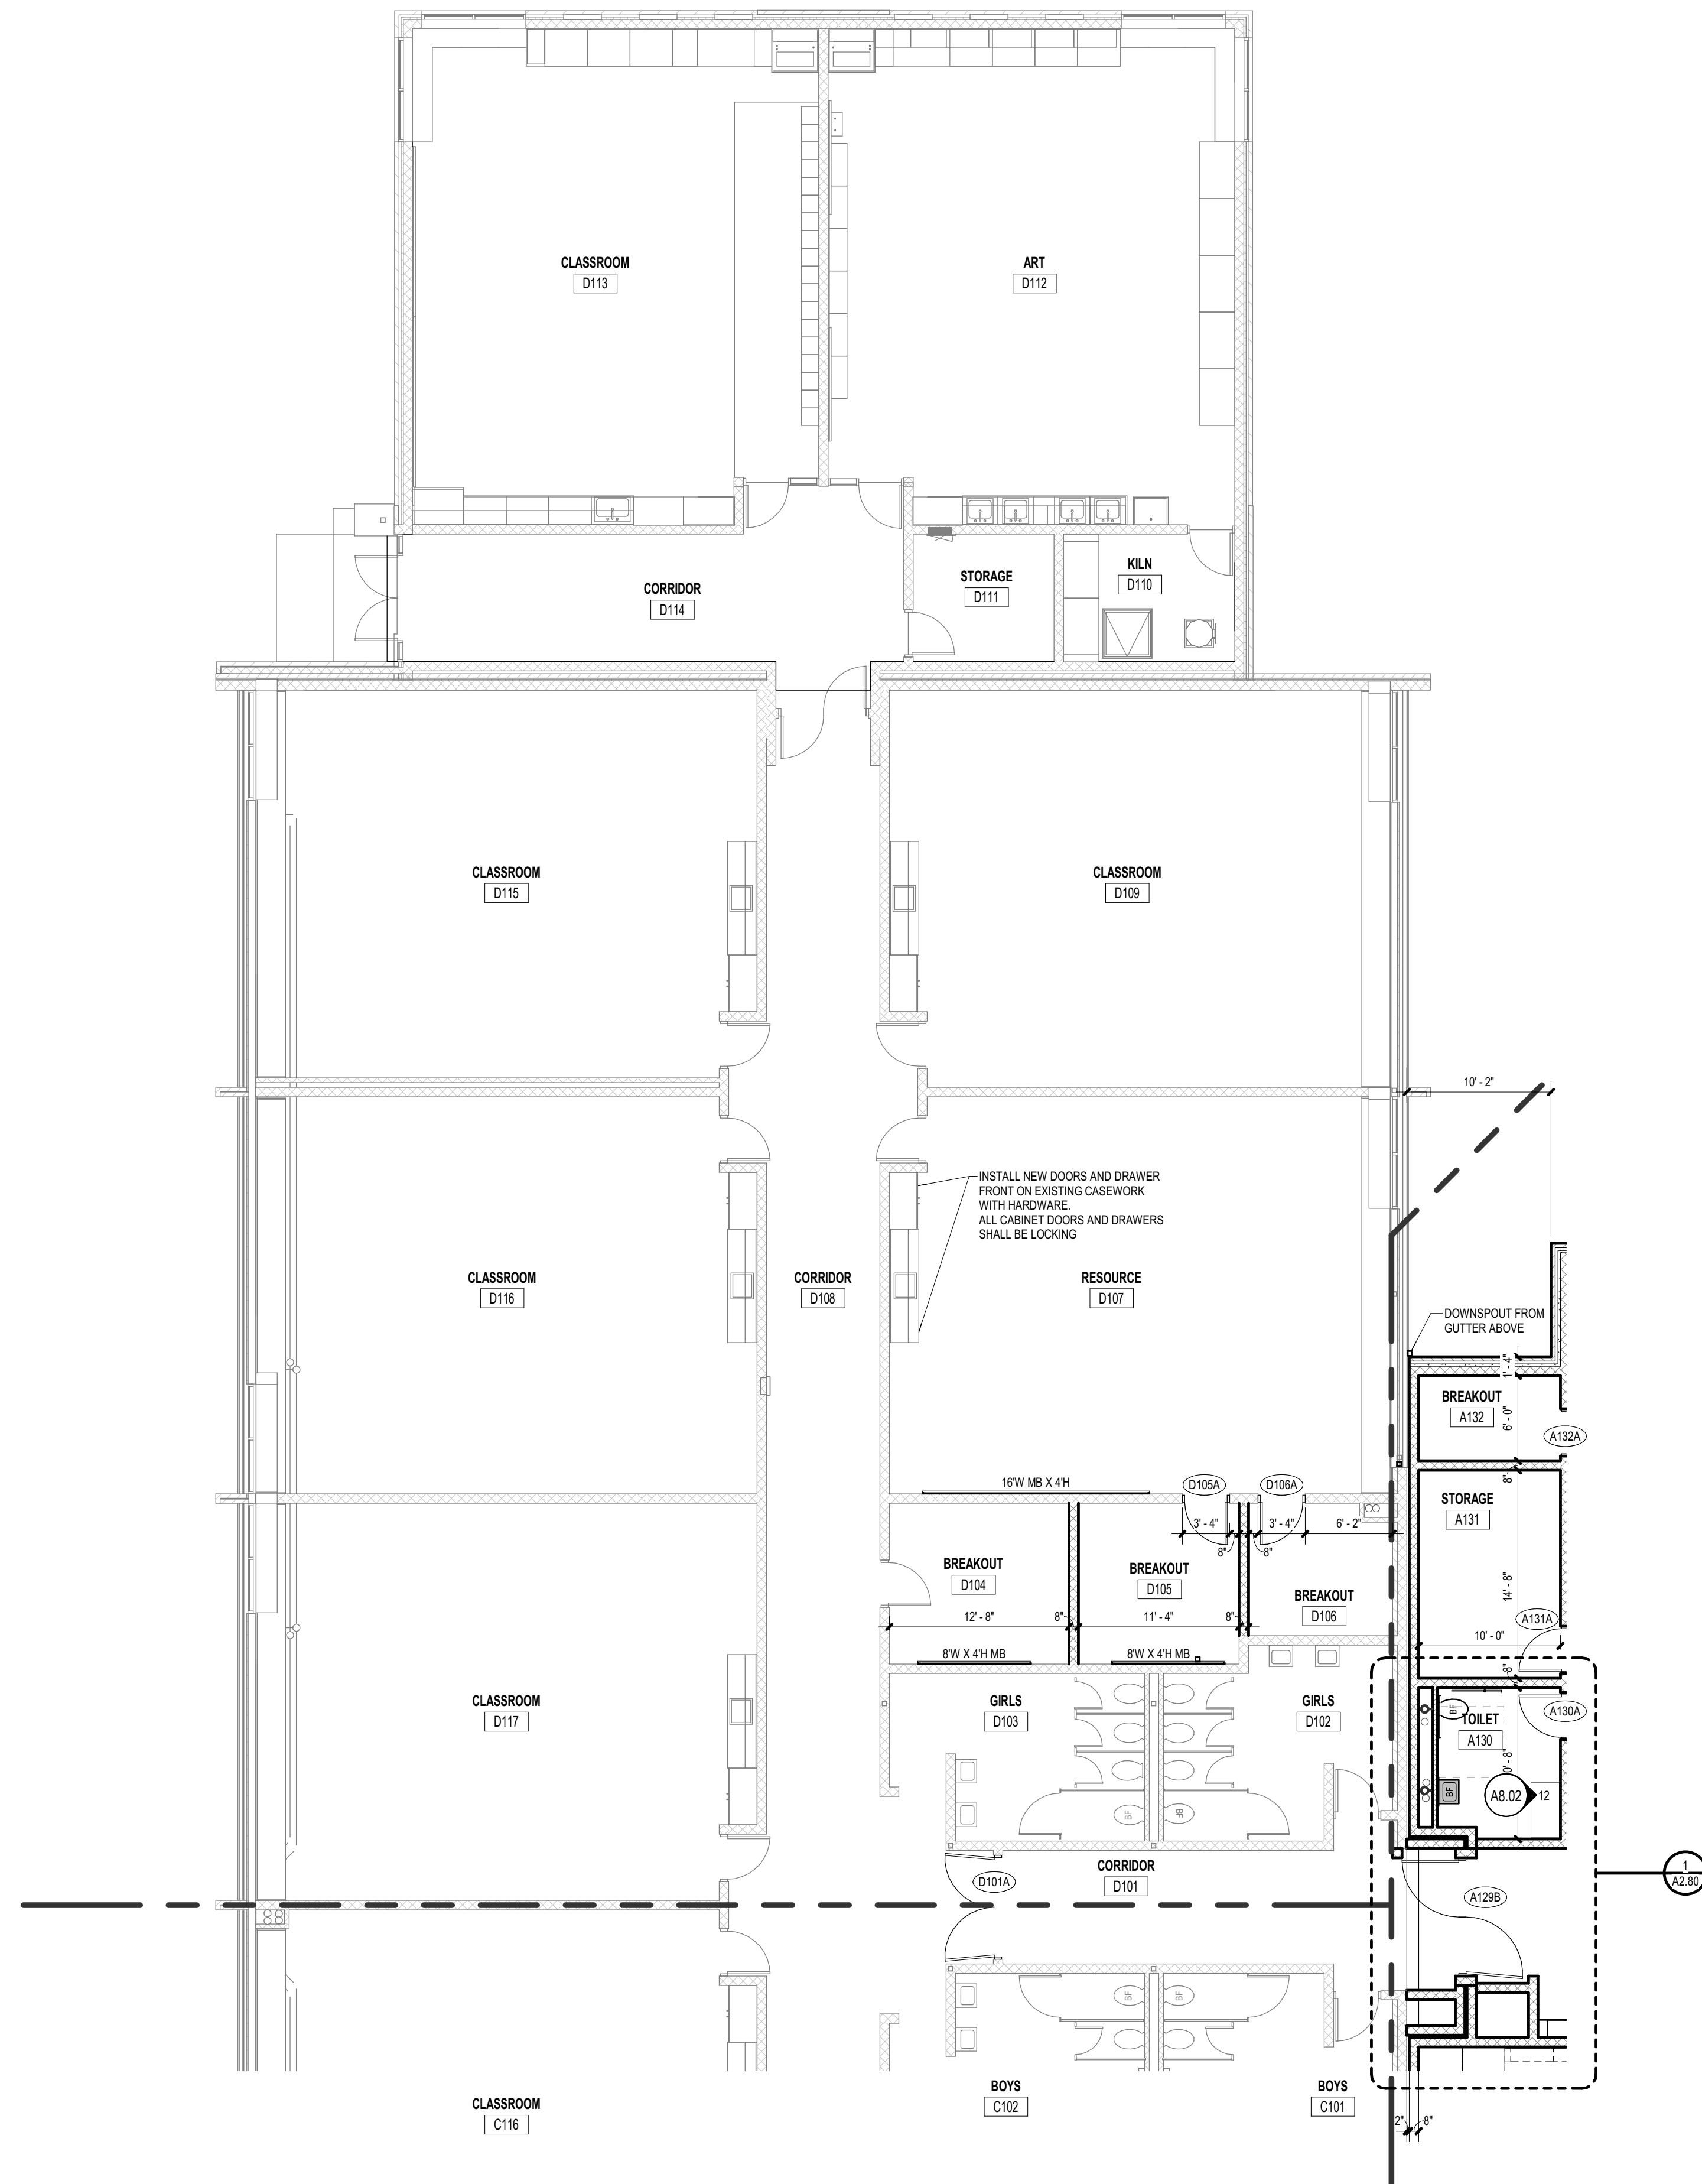 CLASSROOM
D113
ART
D112
CORRIDOR
D114
STORAGE
D111
KILN
D110
CLASSROOM
D115
CLASSROOM
D109
10' - 2"
INSTALL NEW DOORS AND DRAWER
FRONT ON EXISTING CASEWORK
WITH HARDWARE.
ALL CABINET DOORS AND DRAWERS
SHALL BE LOCKING
CLASSROOM
D116
CORRIDOR
D108
RESOURCE
D107
DOWNSPOUT FROM
GUTTER ABOVE
1' - 4"
BREAKOUT
A132
6' - 0"
A132A
16'W MB X 4'H
D105A
D106A
8"
STORAGE
A131
3' - 4"
3' - 4"
6' - 2"
8"
8"
BREAKOUT
D104
BREAKOUT
D105
BREAKOUT
D106
14' - 8"
A131A
12' - 8"
8"
11' - 4"
8"
10' - 0"
8'W X 4'H MB
8'W X 4'H MB
8"
CLASSROOM
D117
GIRLS
D103
GIRLS
D102
BF
TOILET
A130
A130A
0' - 8"
BF
A8.02
12
BF
BF
CORRIDOR
D101
D101A
1
A2.80
A129B
BF
BF
BOYS
C102
BOYS
C101
CLASSROOM
C116
2"
8"